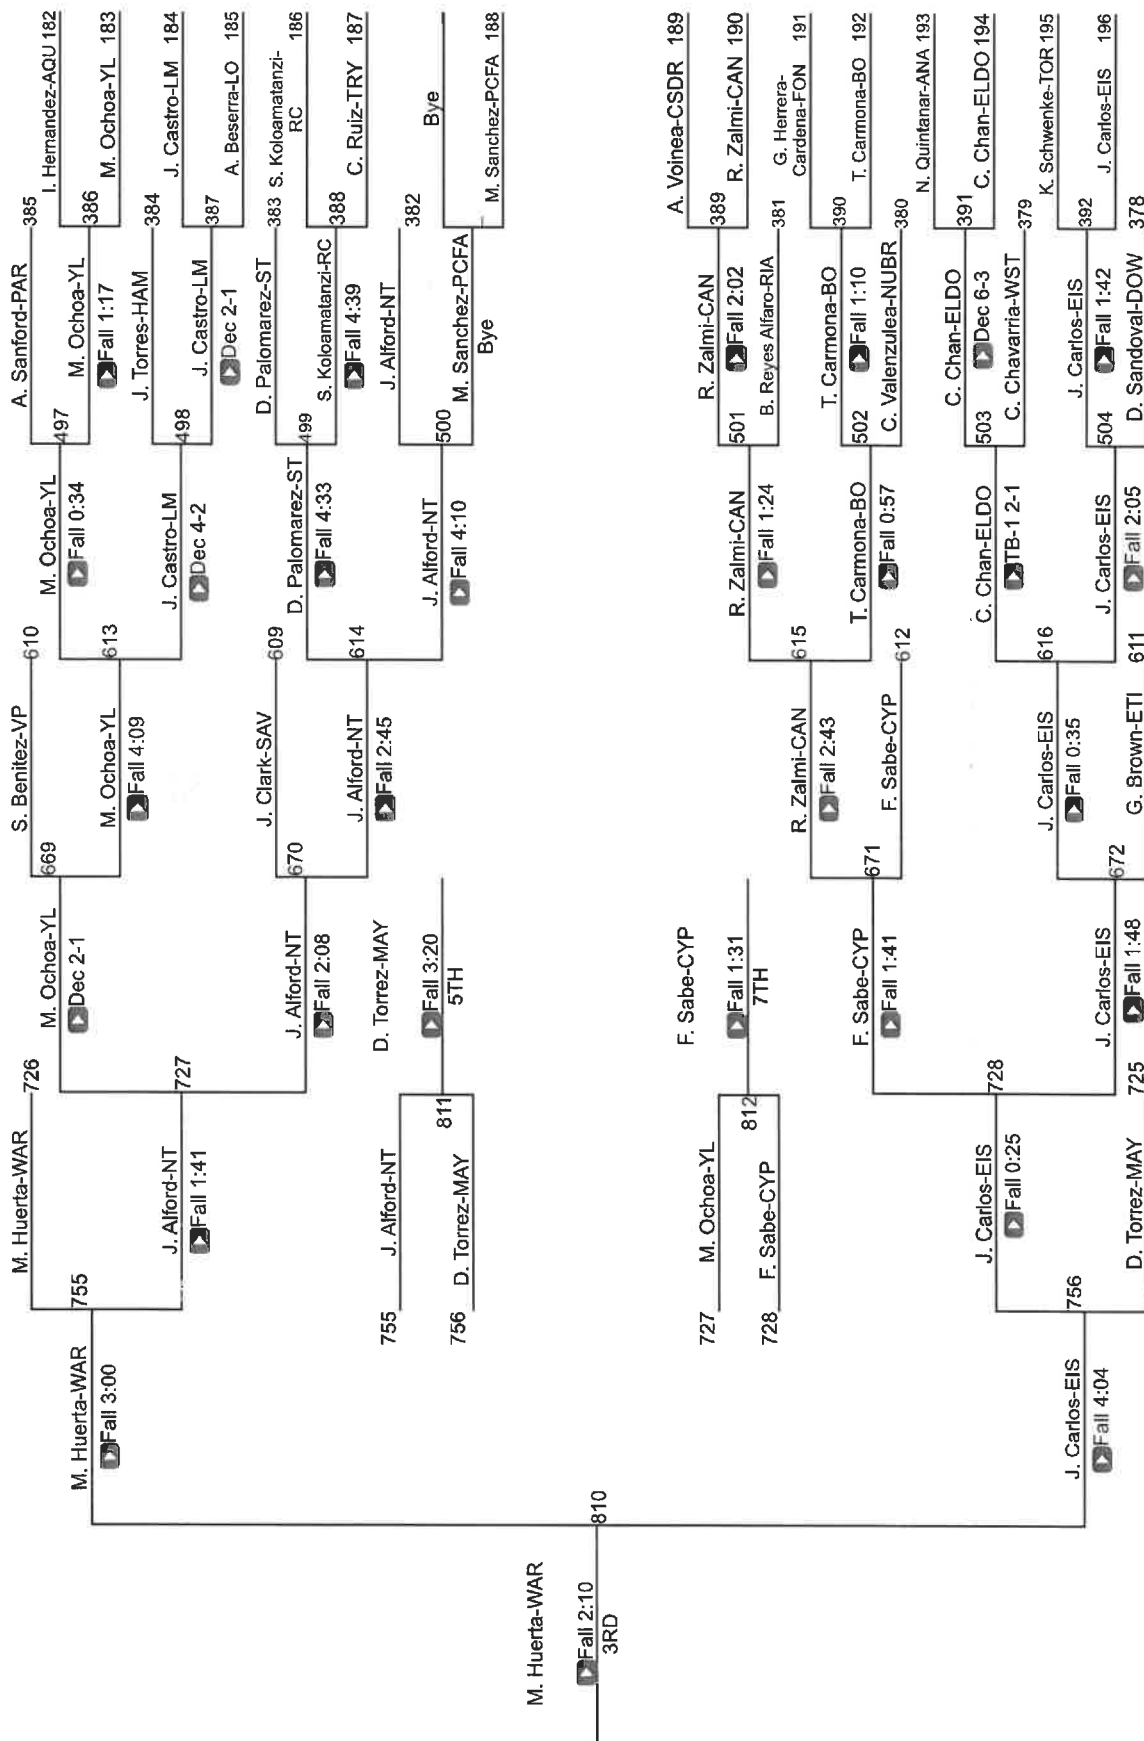 A. Sanford-PAR 385
I. Hernandez-AQU 182
497
M. Ochoa-YL 386
Fall 1:17
M. Ochoa-YL 183
M. Ochoa-YL
Fall 0:34
J. Torres-HAM 384
J. Castro-LM 184
498
J. Castro-LM 387
Dec 2-1
A. Beserra-LO 185
J. Castro-LM
Dec 4-2
S. Benitez-VP 610
613
M. Ochoa-YL
Fall 4:09
669
M. Ochoa-YL
Dec 2-1
D. Palomarez-ST 383
S. Koloamatanzi-RC 186
499
S. Koloamatanzi-RC 388
Fall 4:39
C. Ruiz-TRY 187
D. Palomarez-ST
Fall 4:33
J. Alford-NT 382
Bye
500
M. Sanchez-PCFA
Bye
M. Sanchez-PCFA 188
J. Alford-NT
Fall 4:10
J. Clark-SAV 609
614
J. Alford-NT
Fall 2:45
670
J. Alford-NT
Fall 2:08
M. Huerta-WAR 726
727
J. Alford-NT
Fall 1:41
755
M. Huerta-WAR
Fall 3:00
755 J. Alford-NT
811
756 D. Torrez-MAY
D. Torrez-MAY
Fall 3:20
5TH
810
M. Huerta-WAR
Fall 2:10
3RD
727 M. Ochoa-YL
812
728 F. Sabe-CYP
F. Sabe-CYP
Fall 1:31
7TH
A. Voinea-CSDR 189
R. Zalmi-CAN 389
Fall 2:02
R. Zalmi-CAN 190
501
B. Reyes Alfaro-RIA 381
R. Zalmi-CAN
Fall 1:24
G. Herrera-Cardena-FON 191
T. Carmona-BO 390
Fall 1:10
T. Carmona-BO 192
502
C. Valenzulea-NUBR 380
T. Carmona-BO
Fall 0:57
615
R. Zalmi-CAN
Fall 2:43
F. Sabe-CYP 612
671
F. Sabe-CYP
Fall 1:41
N. Quintanar-ANA 193
C. Chan-ELDO 391
Dec 6-3
C. Chan-ELDO 194
503
C. Chavarria-WST 379
C. Chan-ELDO
TB-1 2-1
K. Schwenke-TOR 195
J. Carlos-EIS 392
Fall 1:42
J. Carlos-EIS 196
504
D. Sandoval-DOW 378
J. Carlos-EIS
Fall 2:05
616
J. Carlos-EIS
Fall 0:35
G. Brown-ETI 611
672
J. Carlos-EIS
Fall 1:48
728
J. Carlos-EIS
Fall 0:25
D. Torrez-MAY 725
756
J. Carlos-EIS
Fall 4:04